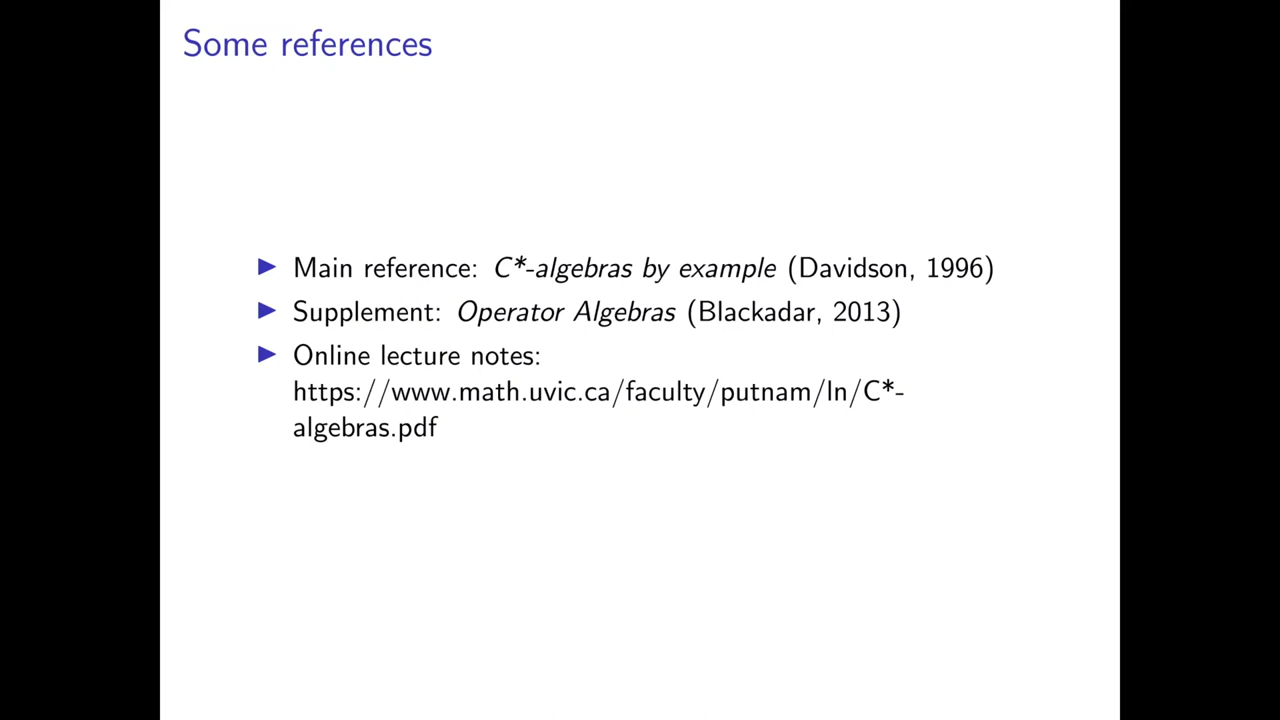 Some references
▶ Main reference: C*-algebras by example (Davidson, 1996)
▶ Supplement: Operator Algebras (Blackadar, 2013)
▶ Online lecture notes:
https://www.math.uvic.ca/faculty/putnam/ln/C*-
algebras.pdf